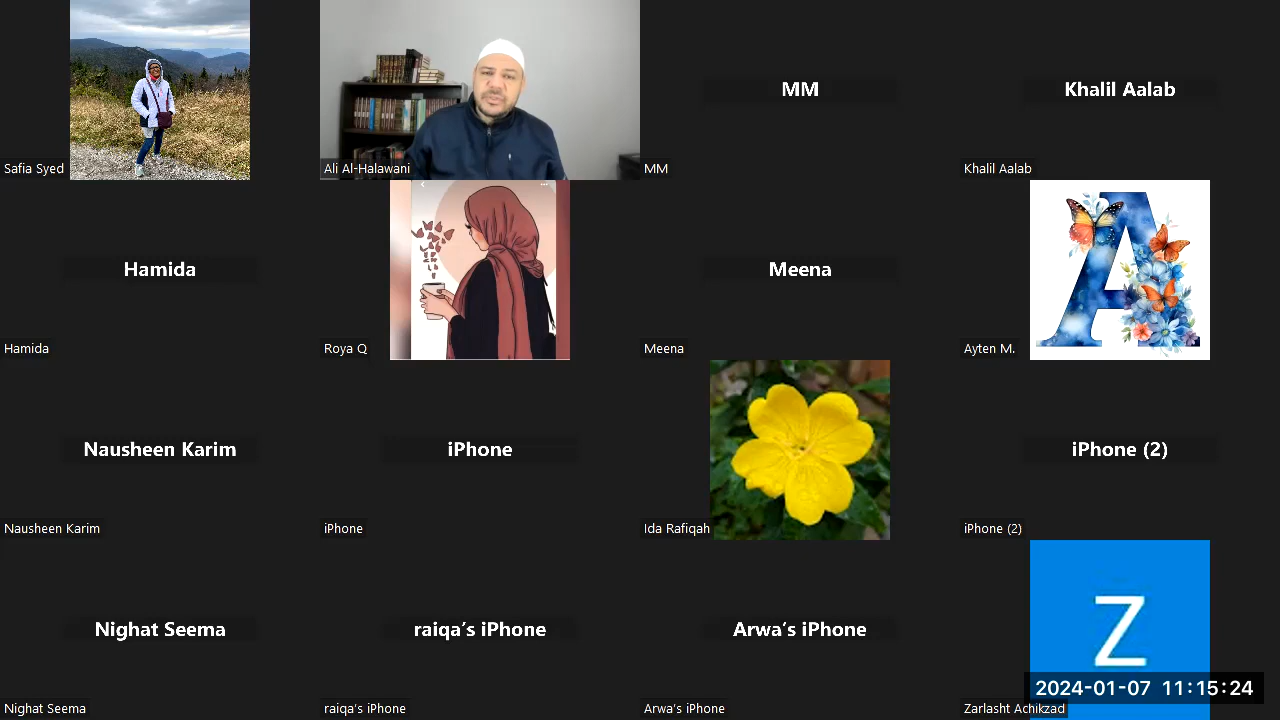 Safia Syed
Ali Al-Halawani
MM
MM
Khalil Aalab
Khalil Aalab
Hamida
Hamida
Roya Q
Meena
Meena
A
Ayten M.
Nausheen Karim
Nausheen Karim
iPhone
iPhone
Ida Rafiqah
iPhone (2)
iPhone (2)
Nighat Seema
Nighat Seema
raiqa’s iPhone
raiqa's iPhone
Arwa’s iPhone
Arwa's iPhone
Z
2024-01-07 11:15:24
Zarlasht Achikzad